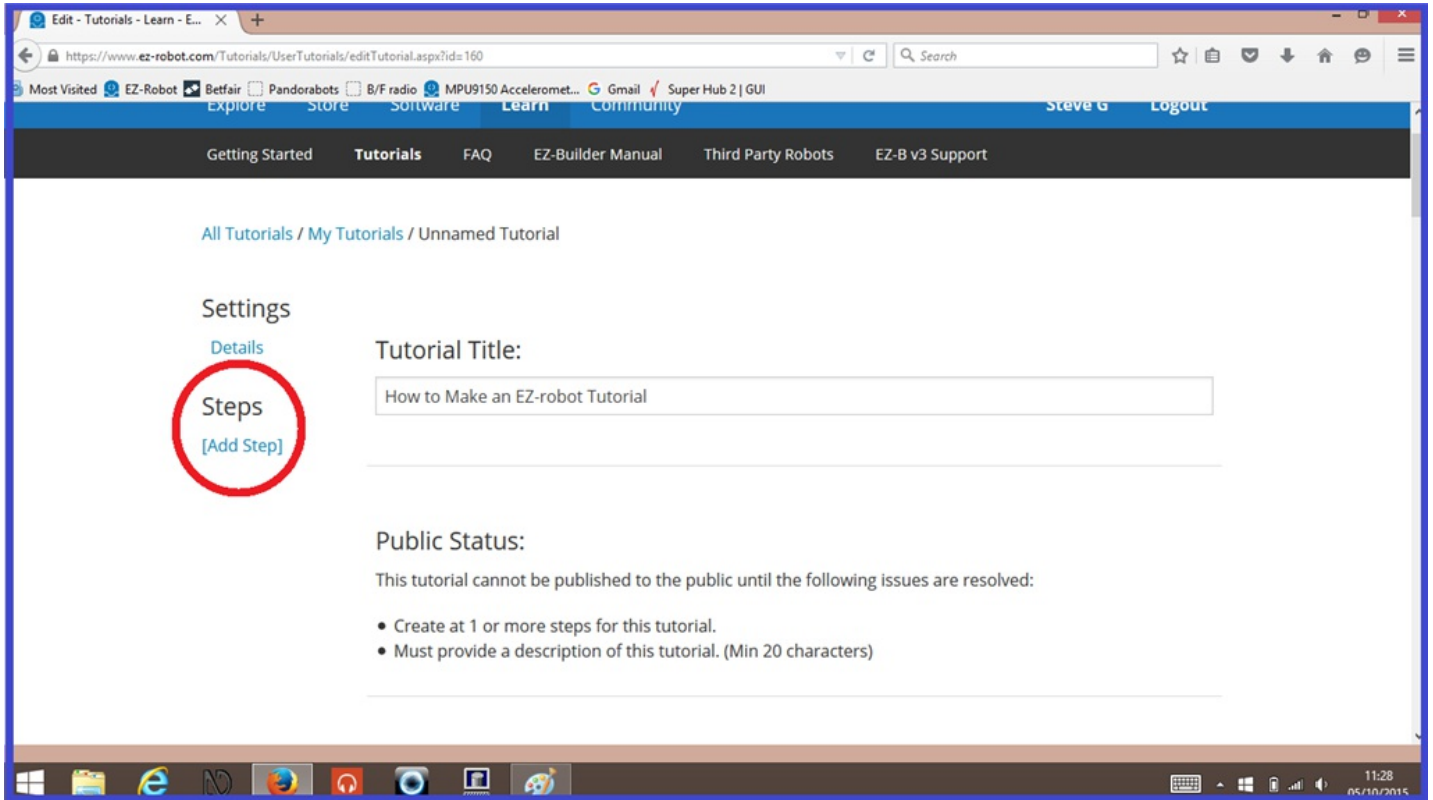 Edit - Tutorials - Learn - E...
https://www.ez-robot.com/Tutorials/UserTutorials/editTutorial.aspx?id=160
Search
Most Visited EZ-Robot Betfair Pandorabots B/F radio MPU9150 Acceleromet... Gmail Super Hub 2 | GUI
Explore Store Software Learn Community Steve G Logout
Getting Started Tutorials FAQ EZ-Builder Manual Third Party Robots EZ-B v3 Support
All Tutorials / My Tutorials / Unnamed Tutorial
Settings
Details
Steps
[Add Step]
Tutorial Title:
How to Make an EZ-robot Tutorial
Public Status:
This tutorial cannot be published to the public until the following issues are resolved:
• Create at 1 or more steps for this tutorial.
• Must provide a description of this tutorial. (Min 20 characters)
11:28
05/10/2015